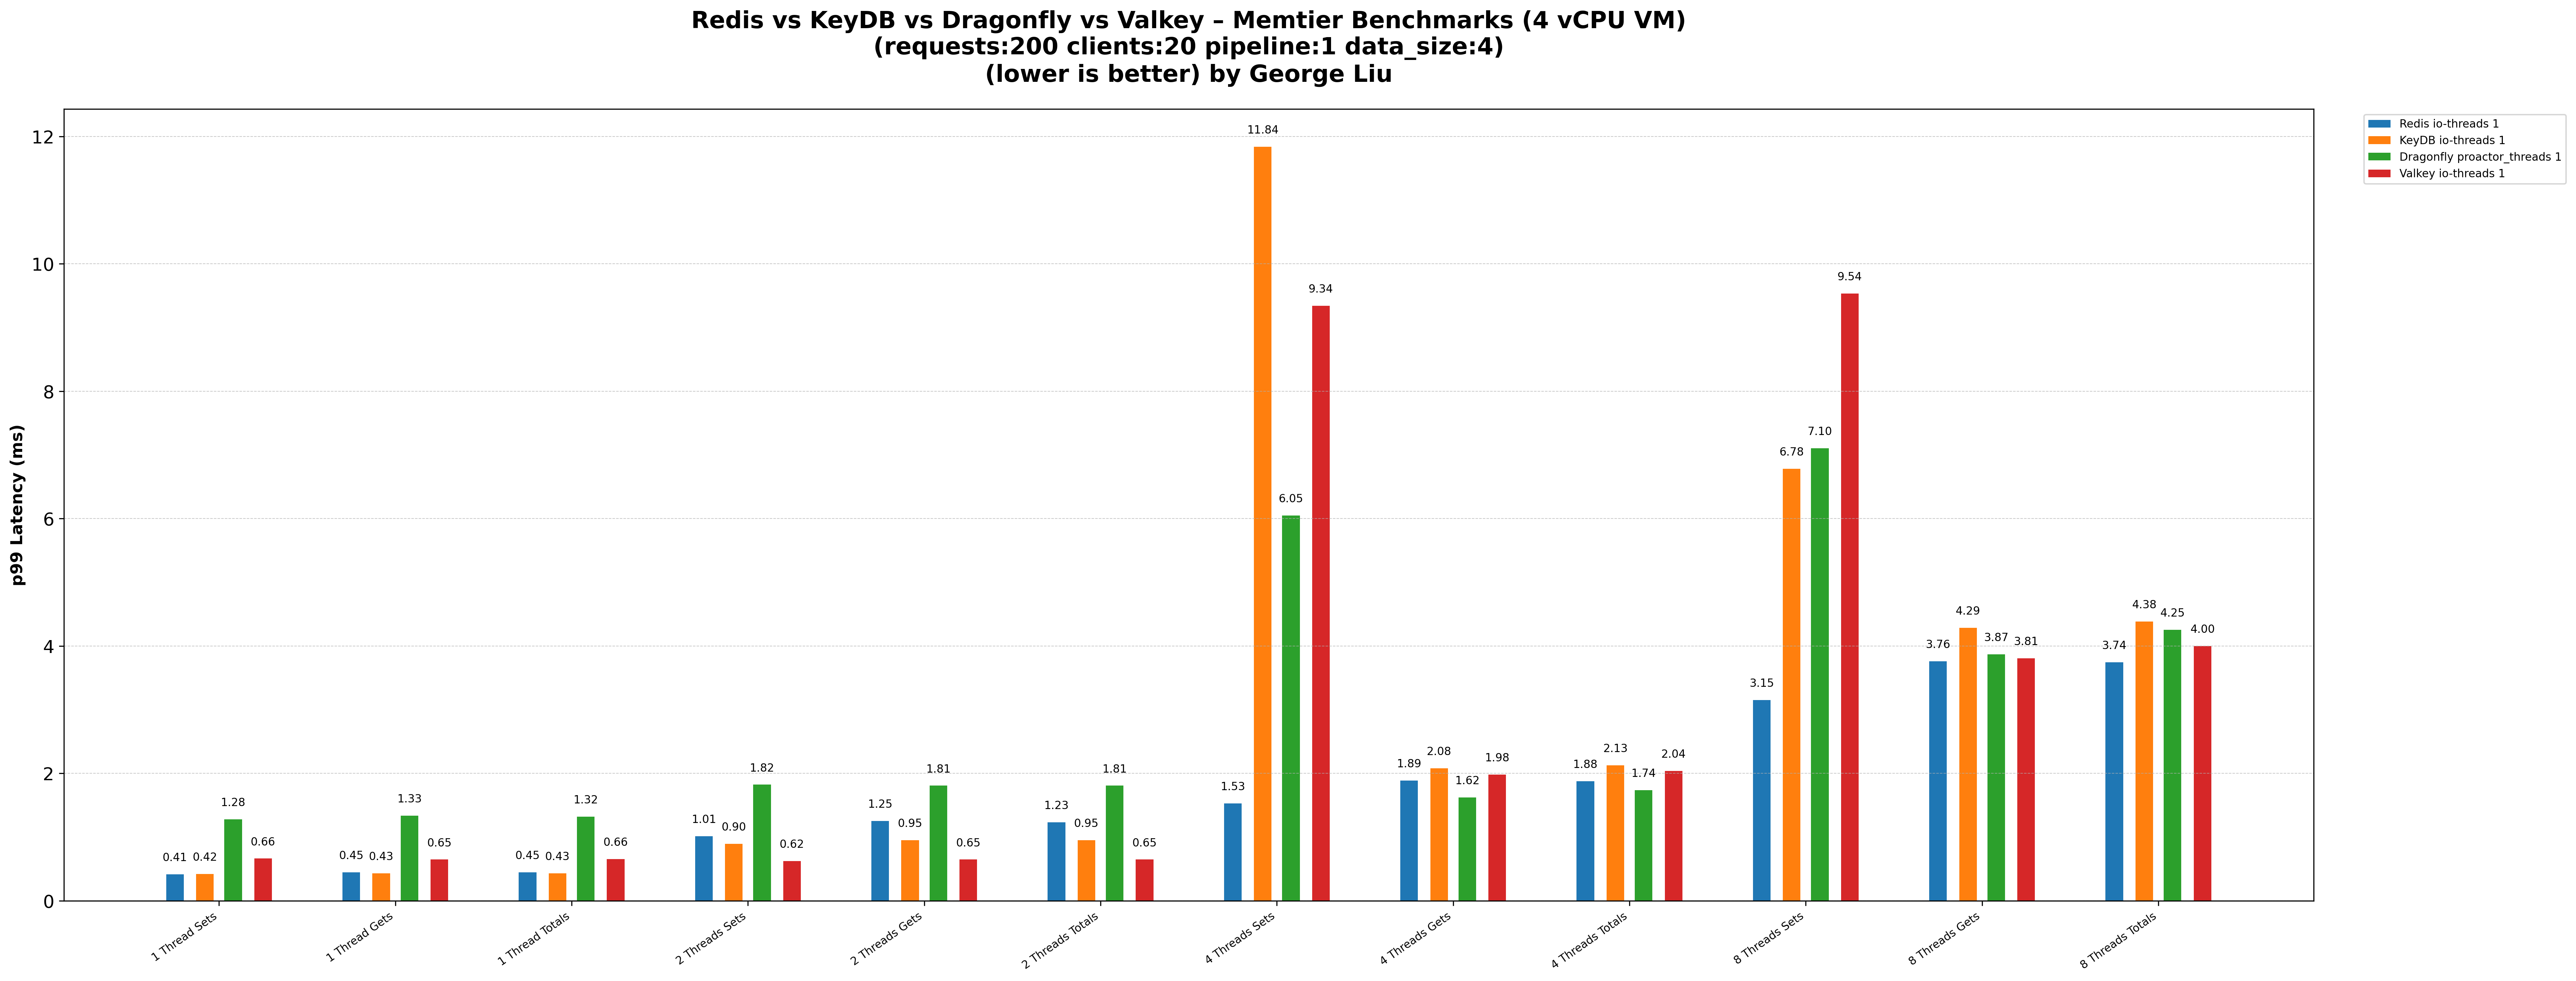 Redis vs KeyDB vs Dragonfly vs Valkey – Memtier Benchmarks (4 vCPU VM)
(requests:200 clients:20 pipeline:1 data_size:4)
(lower is better) by George Liu
Redis io-threads 1
KeyDB io-threads 1
Dragonfly proactor_threads 1
Valkey io-threads 1
p99 Latency (ms)
12
10
8
6
4
2
0
0.41 0.42 1.28 0.66
0.45 0.43 1.33 0.65
0.45 0.43 1.32 0.66
1.01 0.90 1.82 0.62
1.25 0.95 1.81 0.65
1.23 0.95 1.81 0.65
1.53 11.84 6.05 9.34
1.89 2.08 1.62 1.98
1.88 2.13 1.74 2.04
3.15 6.78 7.10 9.54
3.76 4.29 3.87 3.81
3.74 4.38 4.25 4.00
1 Thread Sets
1 Thread Gets
1 Thread Totals
2 Threads Sets
2 Threads Gets
2 Threads Totals
4 Threads Sets
4 Threads Gets
4 Threads Totals
8 Threads Sets
8 Threads Gets
8 Threads Totals